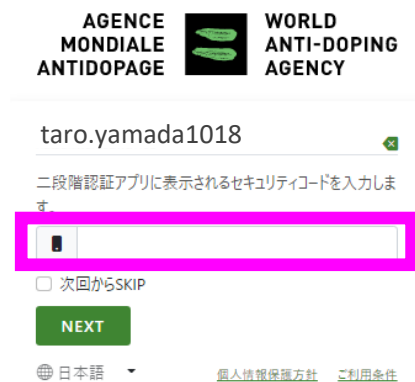 AGENCE
MONDIALE
ANTIDOPAGE
WORLD
ANTI-DOPING
AGENCY
taro.yamada1018
二段階認証アプリに表示されるセキュリティコードを入力しま
す。
次回からSKIP
NEXT
日本語
個人情報保護方針 ご利用条件